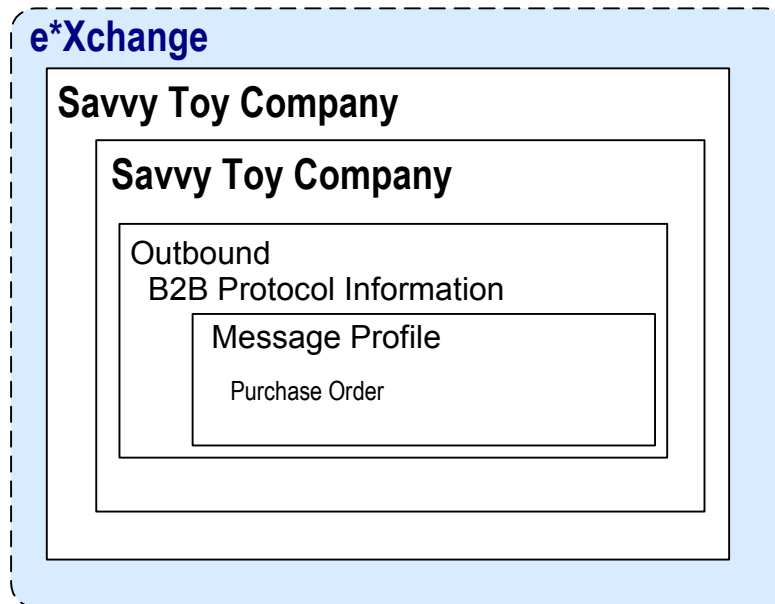 e*Xchange
Savvy Toy Company
Savvy Toy Company
Outbound
B2B Protocol Information
Message Profile
Purchase Order